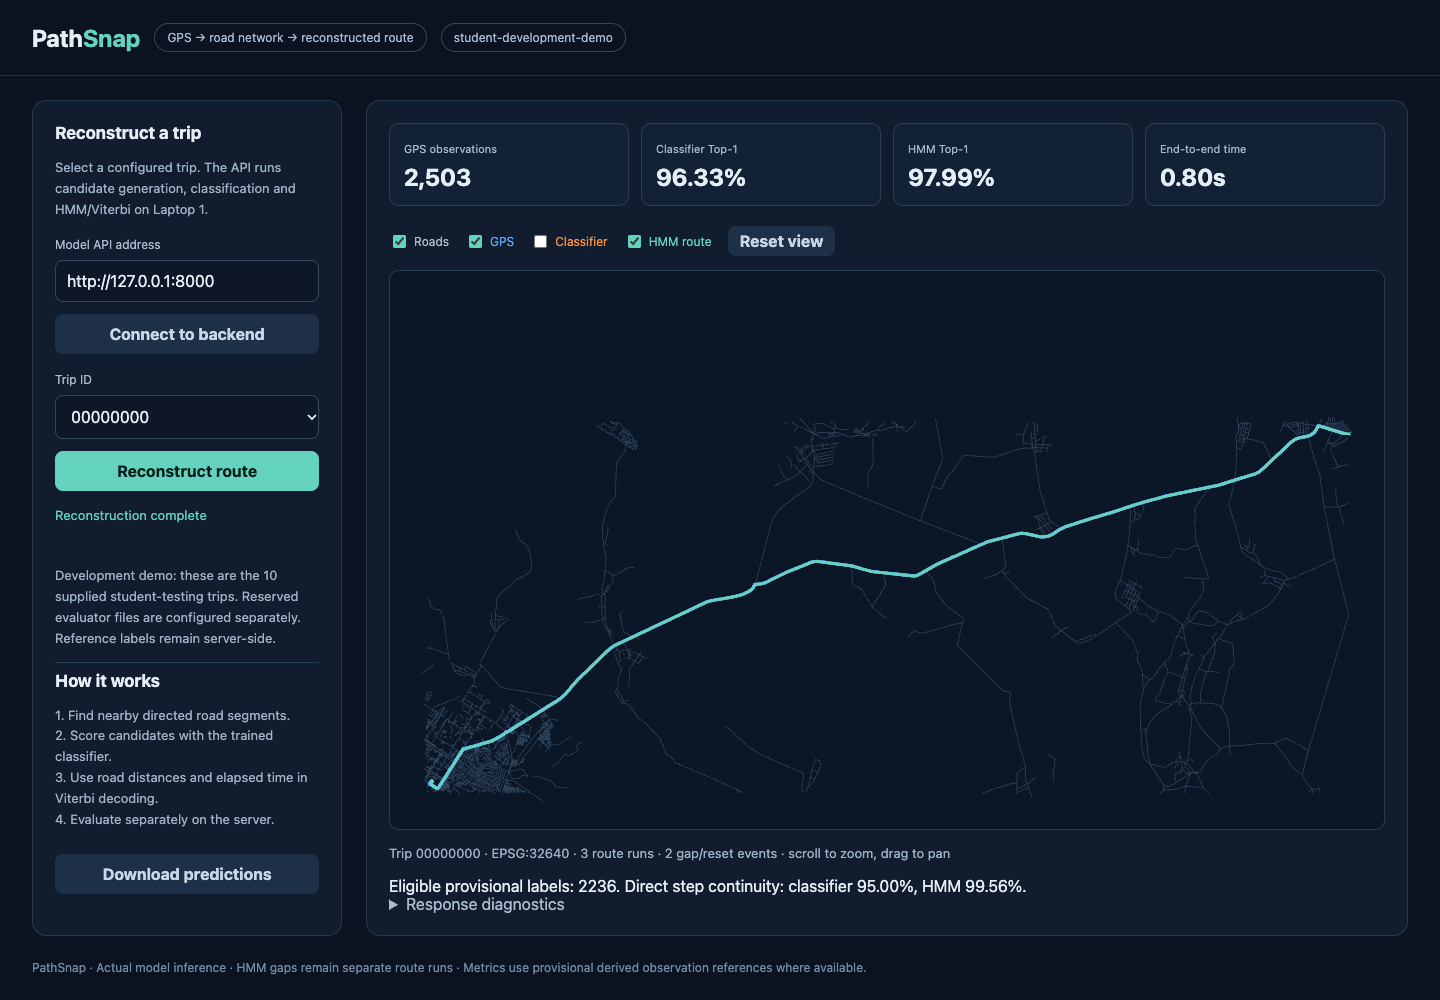 PathSnap
GPS → road network → reconstructed route
student-development-demo
Reconstruct a trip
Select a configured trip. The API runs
candidate generation, classification and
HMM/Viterbi on Laptop 1.
Model API address
http://127.0.0.1:8000
Connect to backend
Trip ID
00000000
Reconstruct route
Reconstruction complete
Development demo: these are the 10
supplied student-testing trips. Reserved
evaluator files are configured separately.
Reference labels remain server-side.
How it works
1. Find nearby directed road segments.
2. Score candidates with the trained
classifier.
3. Use road distances and elapsed time in
Viterbi decoding.
4. Evaluate separately on the server.
Download predictions
GPS observations
2,503
Classifier Top-1
96.33%
HMM Top-1
97.99%
End-to-end time
0.80s
Roads
GPS
Classifier
HMM route
Reset view
Trip 00000000 · EPSG:32640 · 3 route runs · 2 gap/reset events · scroll to zoom, drag to pan
Eligible provisional labels: 2236. Direct step continuity: classifier 95.00%, HMM 99.56%.
Response diagnostics
PathSnap · Actual model inference · HMM gaps remain separate route runs · Metrics use provisional derived observation references where available.